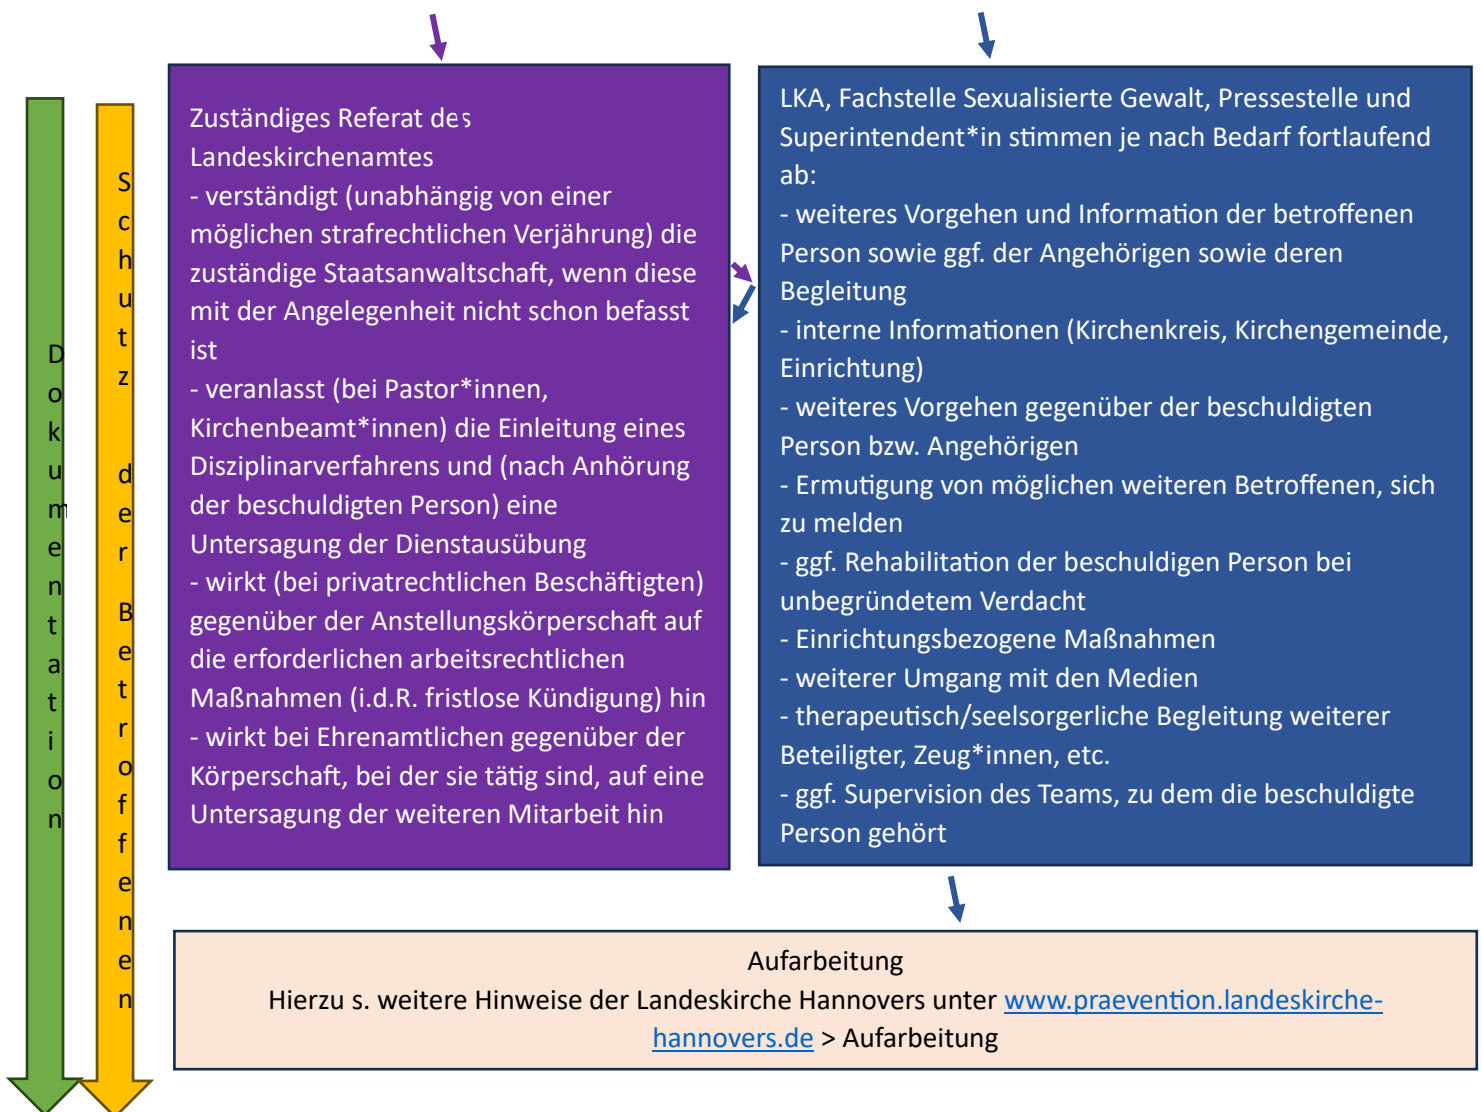 Dokumentation
Schutz der Betroffenen
Zuständiges Referat des
Landeskirchenamtes
- verständigt (unabhängig von einer
möglichen strafrechtlichen Verjährung) die
zuständige Staatsanwaltschaft, wenn diese
mit der Angelegenheit nicht schon befasst
ist
- veranlasst (bei Pastor*innen,
Kirchenbeamt*innen) die Einleitung eines
Disziplinarverfahrens und (nach Anhörung
der beschuldigten Person) eine
Untersagung der Dienstausübung
- wirkt (bei privatrechtlichen Beschäftigten)
gegenüber der Anstellungskörperschaft auf
die erforderlichen arbeitsrechtlichen
Maßnahmen (i.d.R. fristlose Kündigung) hin
- wirkt bei Ehrenamtlichen gegenüber der
Körperschaft, bei der sie tätig sind, auf eine
Untersagung der weiteren Mitarbeit hin
LKA, Fachstelle Sexualisierte Gewalt, Pressestelle und
Superintendent*in stimmen je nach Bedarf fortlaufend
ab:
- weiteres Vorgehen und Information der betroffenen
Person sowie ggf. der Angehörigen sowie deren
Begleitung
- interne Informationen (Kirchenkreis, Kirchengemeinde,
Einrichtung)
- weiteres Vorgehen gegenüber der beschuldigten
Person bzw. Angehörigen
- Ermutigung von möglichen weiteren Betroffenen, sich
zu melden
- ggf. Rehabilitation der beschuldigen Person bei
unbegründetem Verdacht
- Einrichtungsbezogene Maßnahmen
- weiterer Umgang mit den Medien
- therapeutisch/seelsorgerliche Begleitung weiterer
Beteiligter, Zeug*innen, etc.
- ggf. Supervision des Teams, zu dem die beschuldigte
Person gehört
Aufarbeitung
Hierzu s. weitere Hinweise der Landeskirche Hannovers unter www.praevention.landeskirche-
hannovers.de > Aufarbeitung